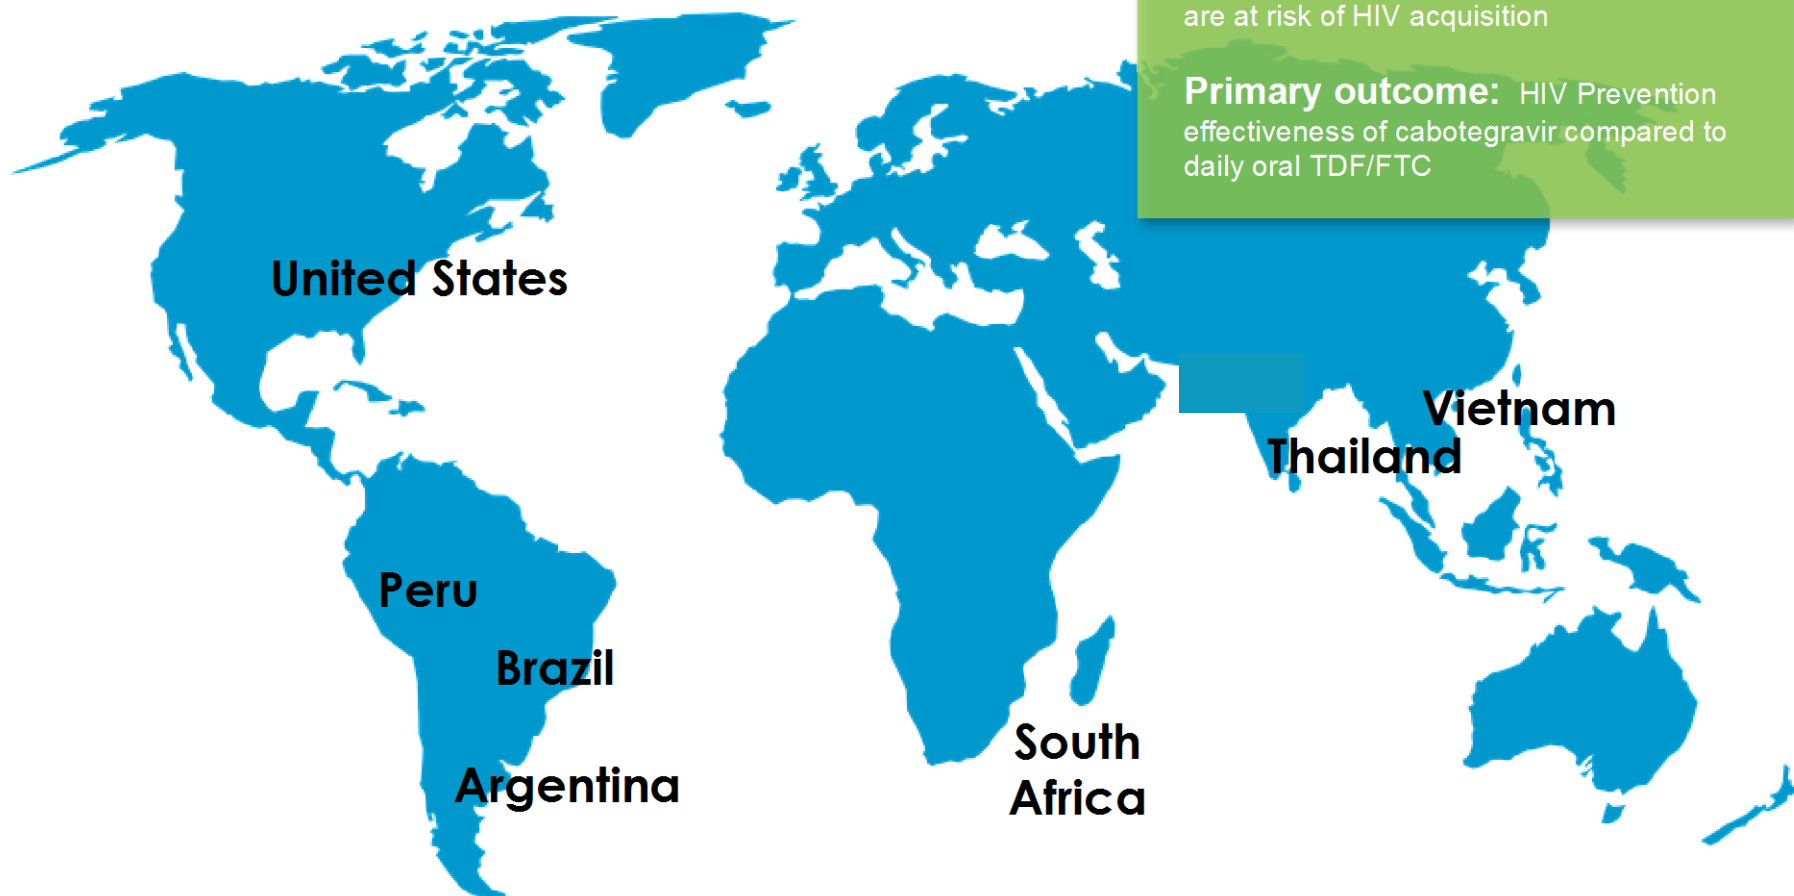 are at risk of HIV acquisition
Primary outcome: HIV Prevention
effectiveness of cabotegravir compared to
daily oral TDF/FTC
United States
Vietnam
Thailand
Peru
Brazil
South
Africa
Argentina